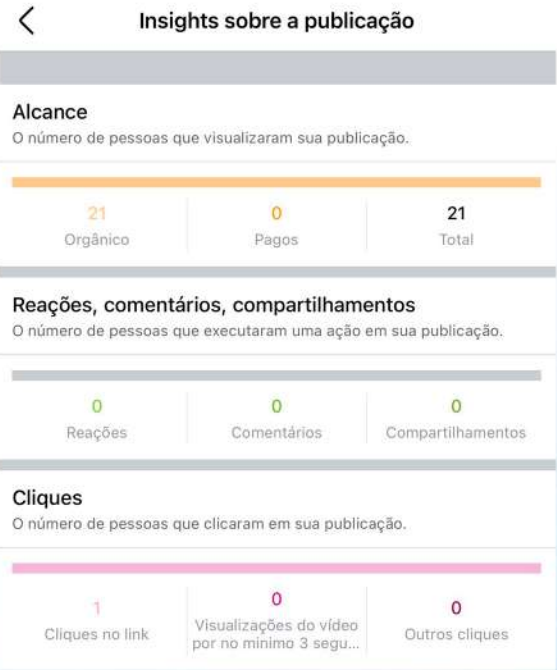 Insights sobre a publicação
Alcance
O número de pessoas que visualizaram sua publicação.
21 0 21
Orgânico Pagos Total
Reações, comentários, compartilhamentos
O número de pessoas que executaram uma ação em sua publicação.
0 0 0
Reações Comentários Compartilhamentos
Cliques
O número de pessoas que clicaram em sua publicação.
1 0 0
Cliques no link Visualizações do vídeo Outros cliques
por no minimo 3 segu...